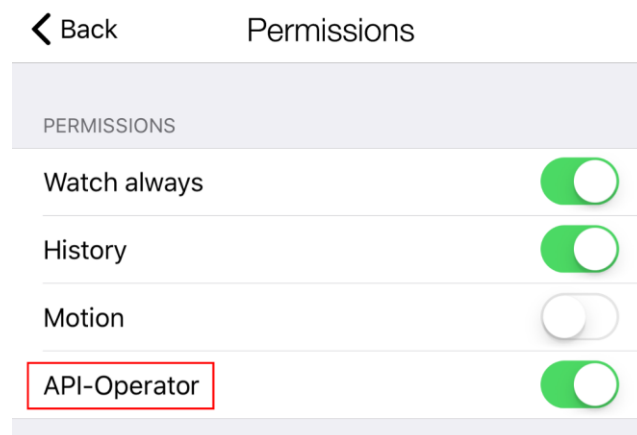 Back Permissions
PERMISSIONS
Watch always
History
Motion
API-Operator